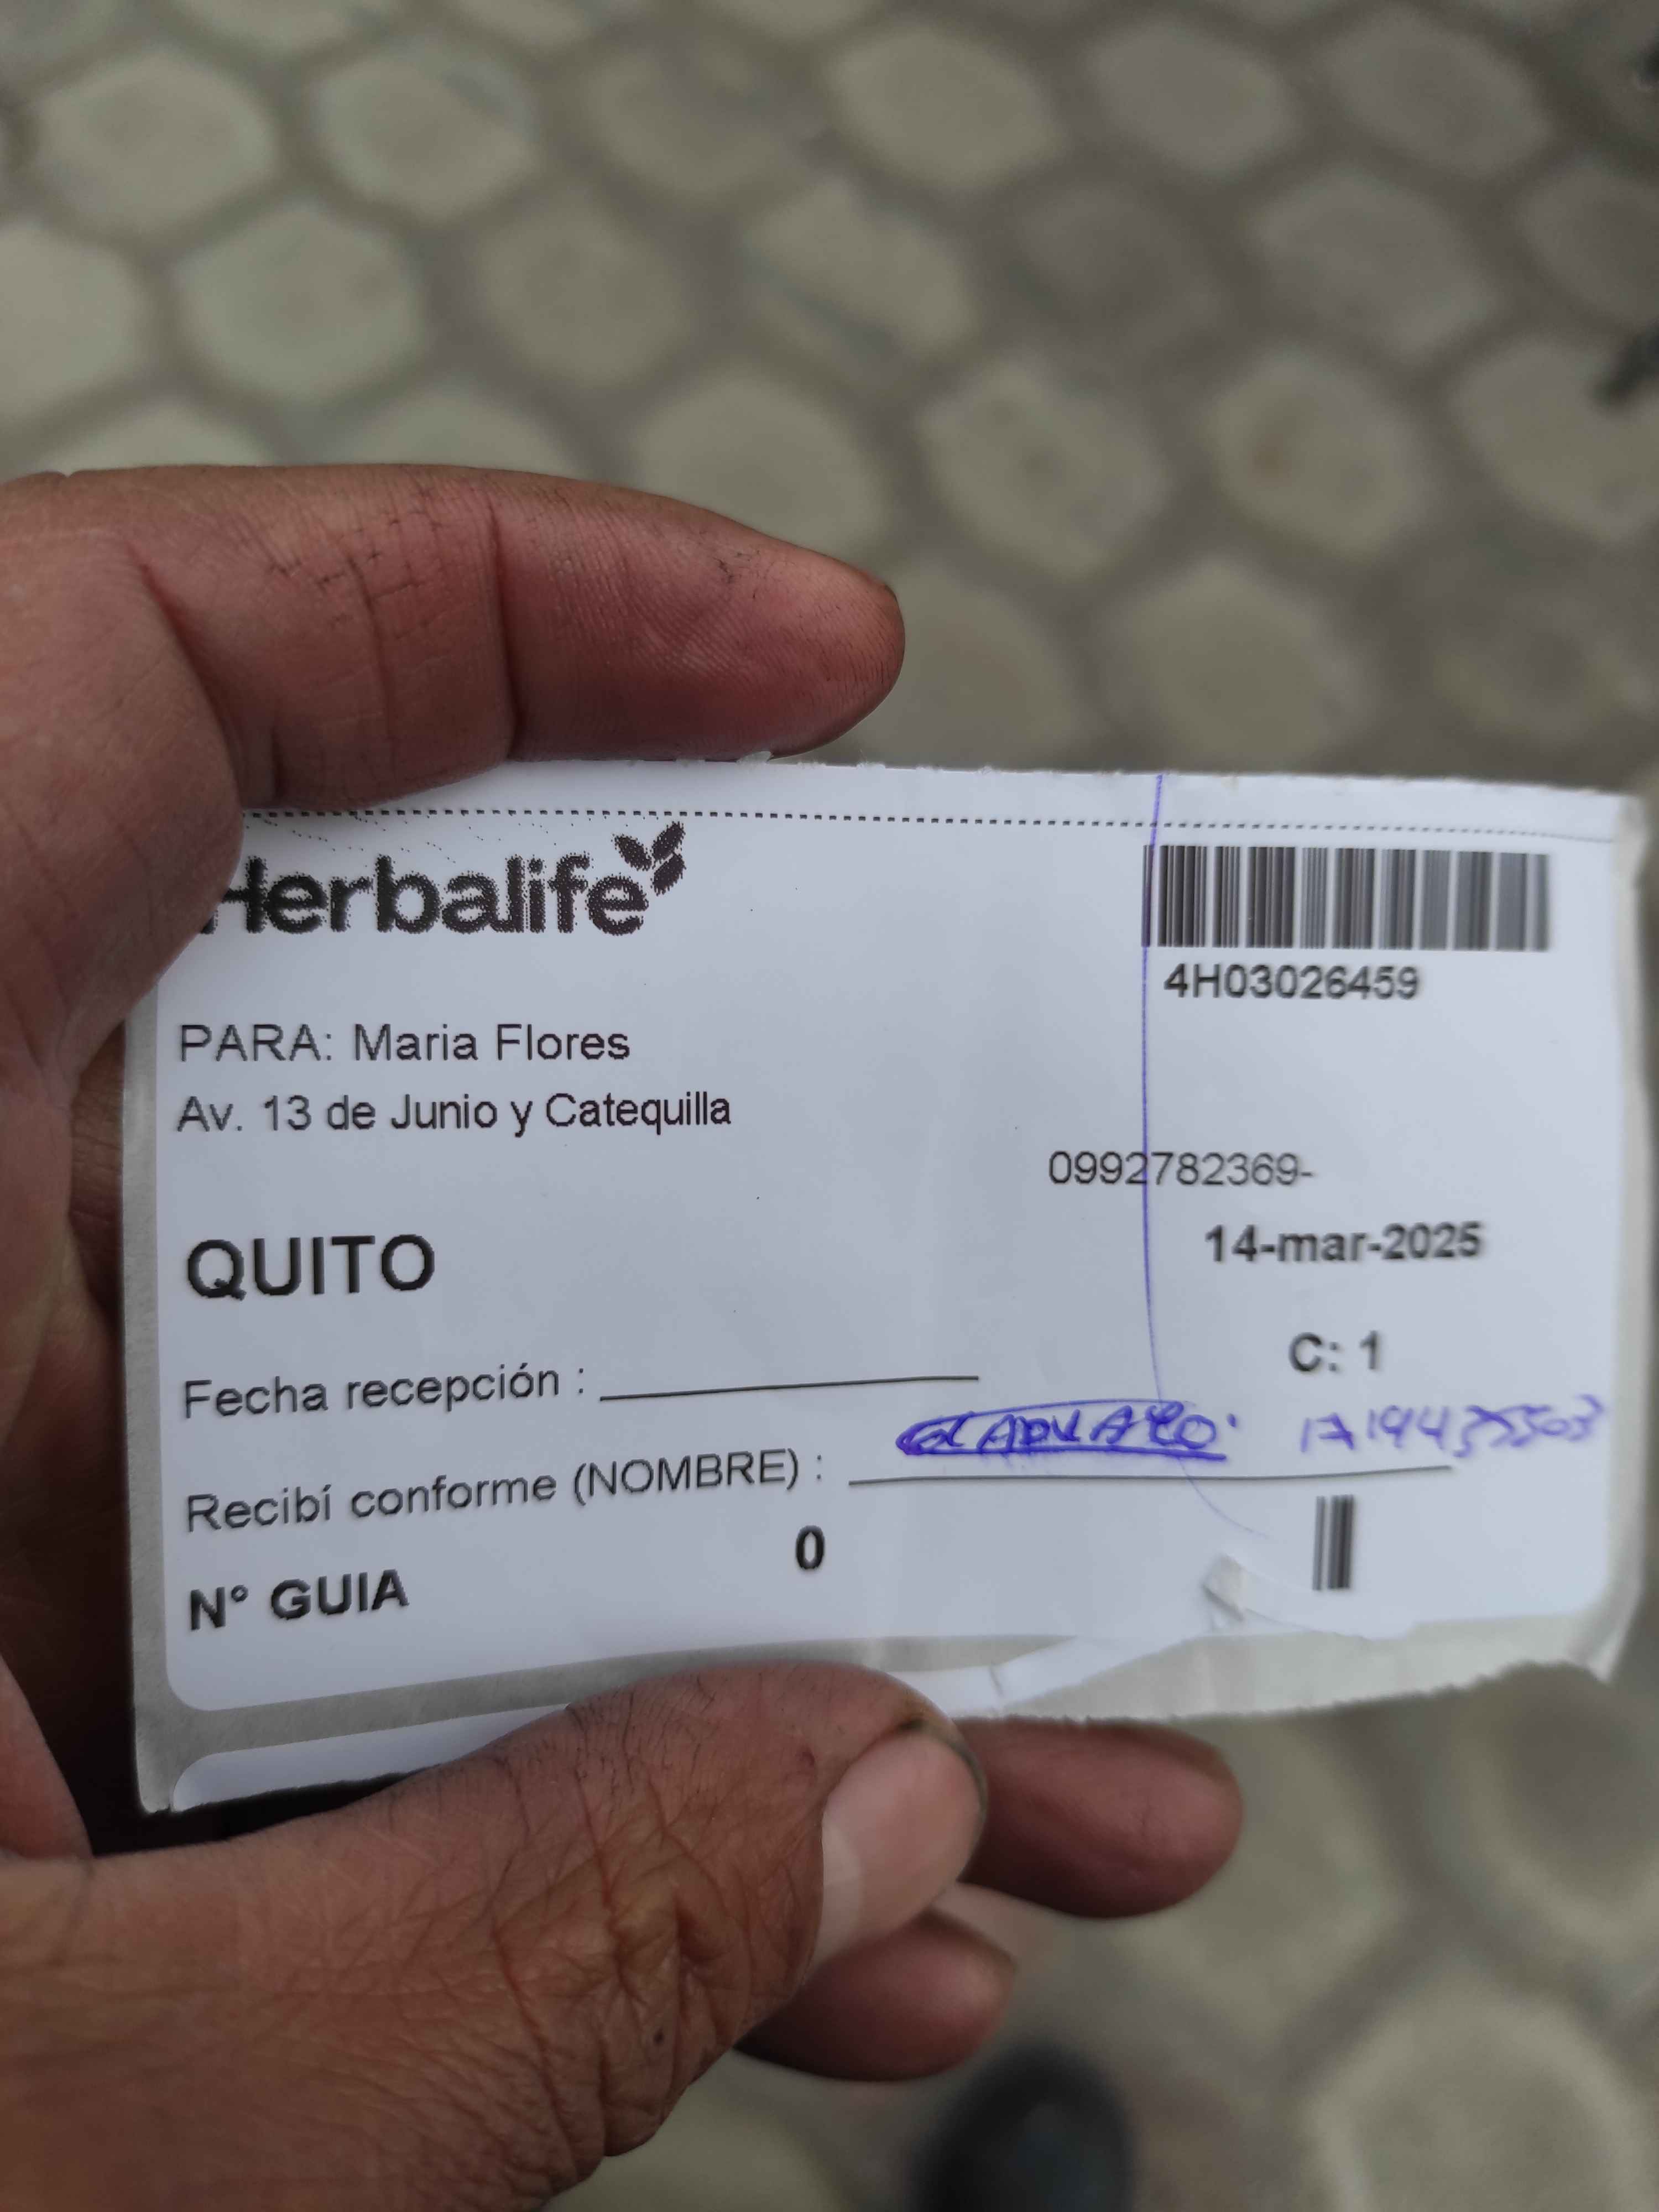 Herbalife
4H03026459
PARA: Maria Flores
Av. 13 de Junio y Catequilla
0992782369-
QUITO
14-mar-2025
C: 1
Fecha recepción :
Recibí conforme (NOMBRE) :
0
N° GUIA